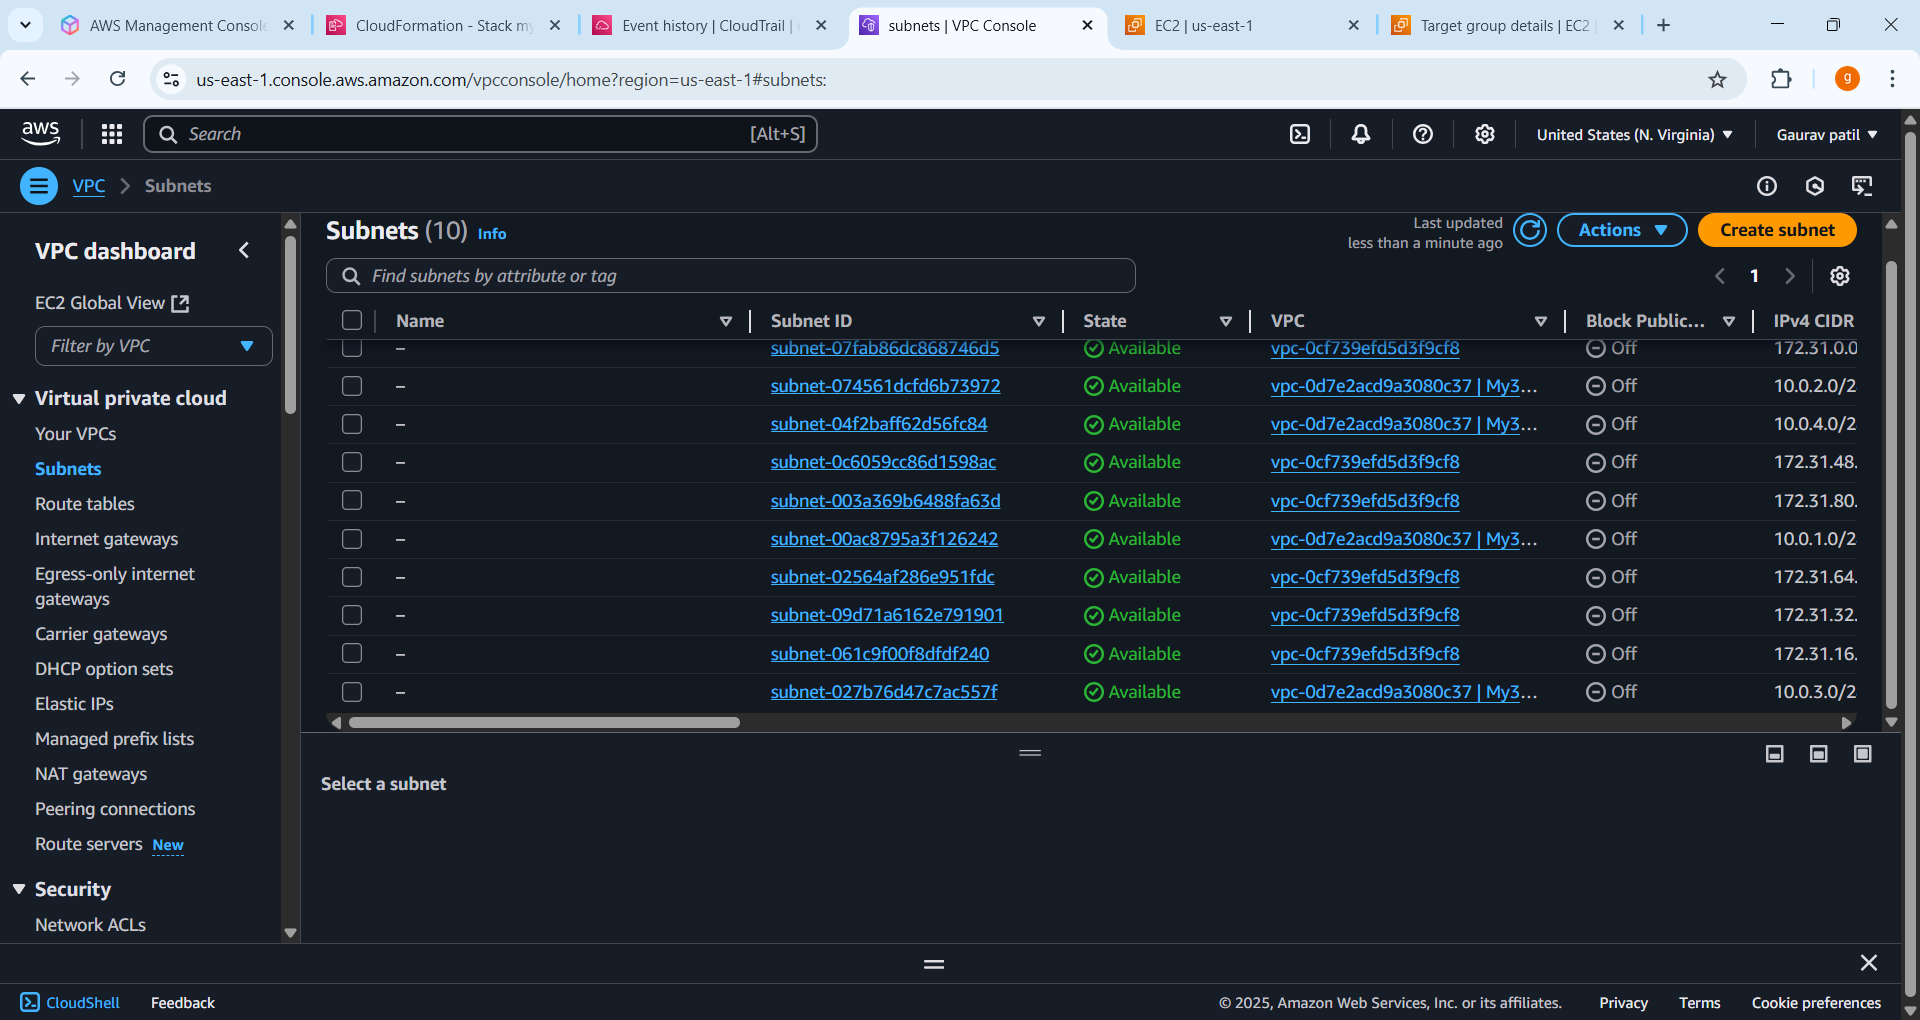 AWS Management Console
CloudFormation - Stack my
Event history | CloudTrail |
subnets | VPC Console
EC2 | us-east-1
Target group details | EC2 |
us-east-1.console.aws.amazon.com/vpcconsole/home?region=us-east-1#subnets:
g
aws
Search
[Alt+S]
United States (N. Virginia)
Gaurav patil
VPC
Subnets
VPC dashboard
EC2 Global View
Filter by VPC
Virtual private cloud
Your VPCs
Subnets
Route tables
Internet gateways
Egress-only internet
gateways
Carrier gateways
DHCP option sets
Elastic IPs
Managed prefix lists
NAT gateways
Peering connections
Route servers New
Security
Network ACLs
Subnets (10) Info
Last updated
less than a minute ago
Actions
Create subnet
Find subnets by attribute or tag
1
Name Subnet ID State VPC Block Public... IPv4 CIDR
– subnet-07fab86dc868746d5 Available vpc-0cf739efd5d3f9cf8 Off 172.31.0.0
– subnet-074561dcfd6b73972 Available vpc-0d7e2acd9a3080c37 | My3... Off 10.0.2.0/2
– subnet-04f2baff62d56fc84 Available vpc-0d7e2acd9a3080c37 | My3... Off 10.0.4.0/2
– subnet-0c6059cc86d1598ac Available vpc-0cf739efd5d3f9cf8 Off 172.31.48.
– subnet-003a369b6488fa63d Available vpc-0cf739efd5d3f9cf8 Off 172.31.80.
– subnet-00ac8795a3f126242 Available vpc-0d7e2acd9a3080c37 | My3... Off 10.0.1.0/2
– subnet-02564af286e951fdc Available vpc-0cf739efd5d3f9cf8 Off 172.31.64.
– subnet-09d71a6162e791901 Available vpc-0cf739efd5d3f9cf8 Off 172.31.32.
– subnet-061c9f00f8dfdf240 Available vpc-0cf739efd5d3f9cf8 Off 172.31.16.
– subnet-027b76d47c7ac557f Available vpc-0d7e2acd9a3080c37 | My3... Off 10.0.3.0/2
Select a subnet
CloudShell
Feedback
© 2025, Amazon Web Services, Inc. or its affiliates.
Privacy
Terms
Cookie preferences